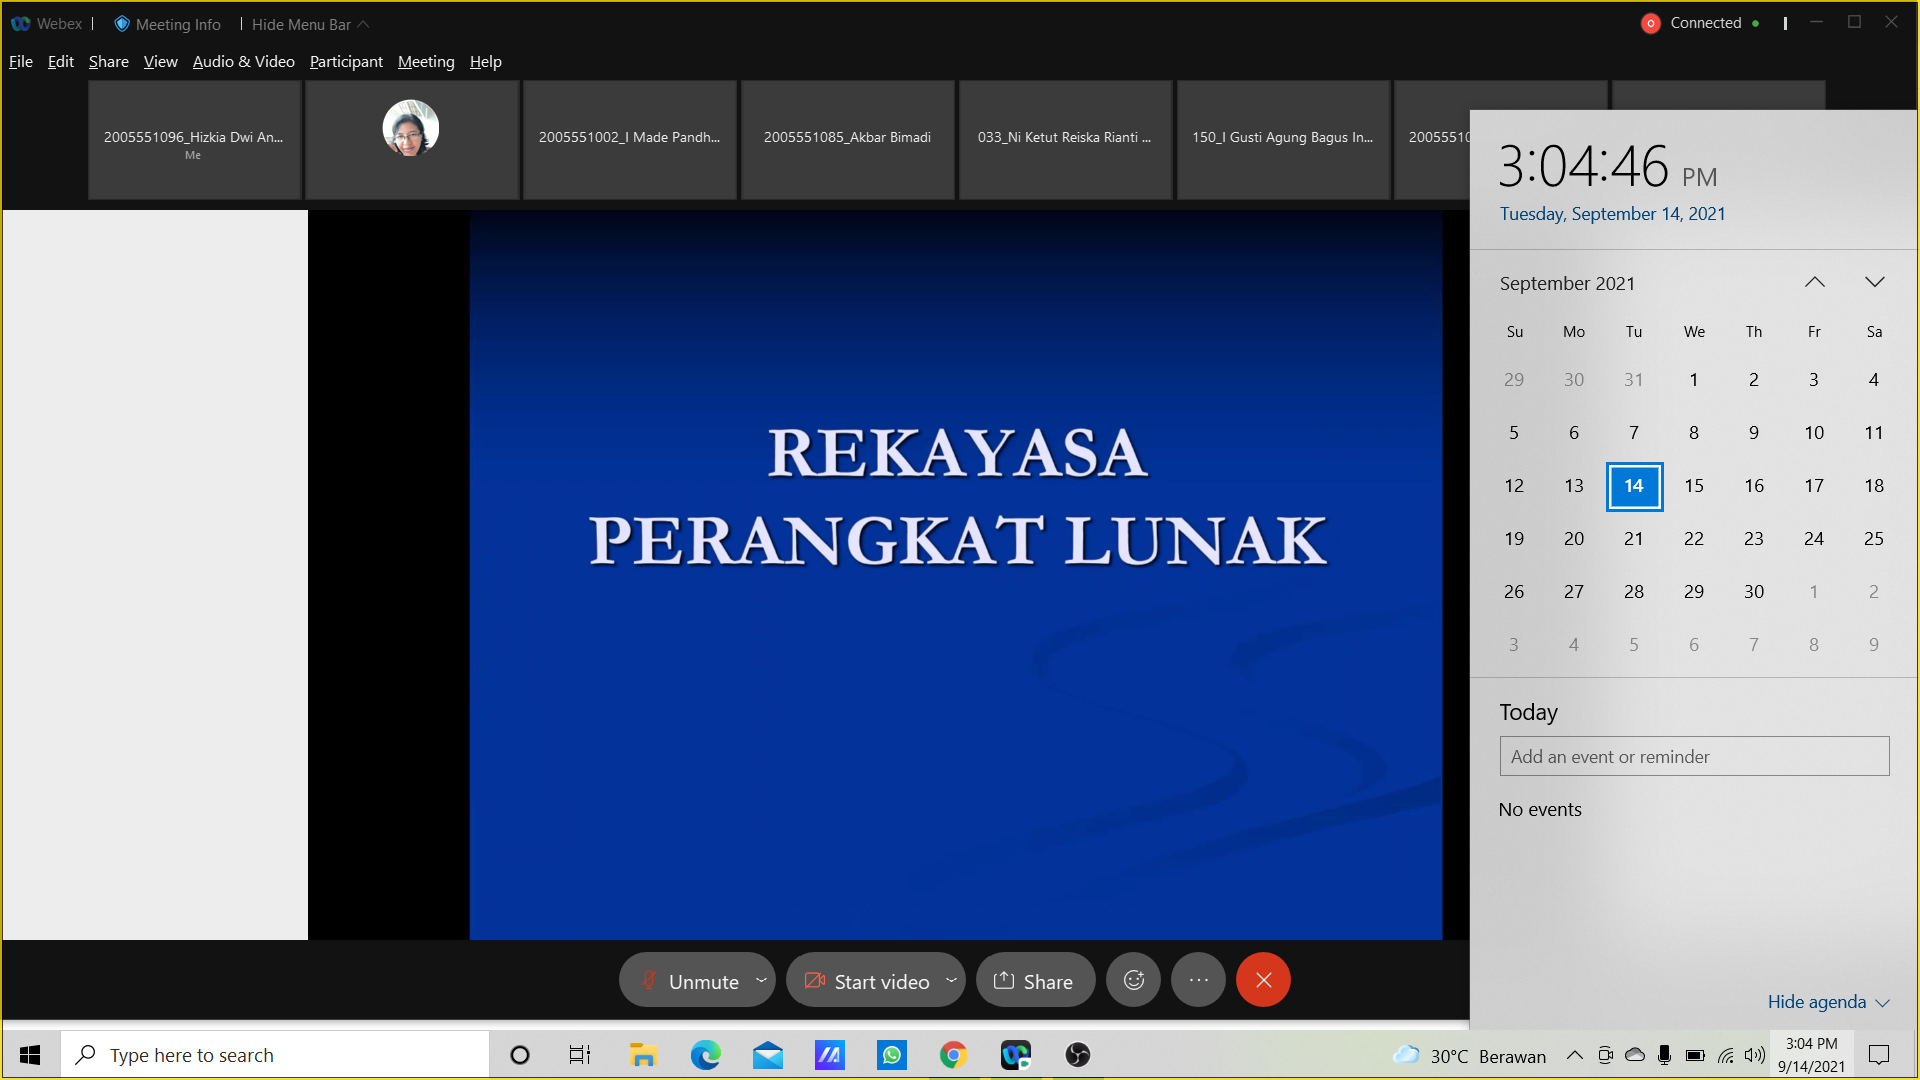 Webex
Meeting Info
Hide Menu Bar
Connected
File Edit Share View Audio & Video Participant Meeting Help
2005551096_Hizkia Dwi An...
Me
2005551002_I Made Pandh...
2005551085_Akbar Bimadi
033_Ni Ketut Reiska Rianti ...
150_I Gusti Agung Bagus In...
REKAYASA
PERANGKAT LUNAK
3:04:46 PM
Tuesday, September 14, 2021
September 2021
Su Mo Tu We Th Fr Sa
29 30 31 1 2 3 4
5 6 7 8 9 10 11
12 13 14 15 16 17 18
19 20 21 22 23 24 25
26 27 28 29 30 1 2
3 4 5 6 7 8 9
Today
Add an event or reminder
No events
Hide agenda
Unmute
Start video
Share
Type here to search
30°C Berawan
3:04 PM
9/14/2021